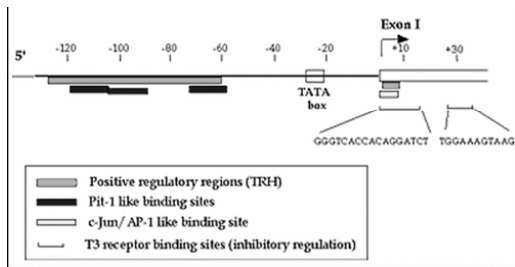 Exon I
5' -120 -100 -80 -60 -40 -20 +10 +30
TATA
box
GGGTCACCACAGGATCT TGGAAAGTAAG
Positive regulatory regions (TRH)
Pit-1 like binding sites
c-Jun/ AP-1 like binding site
T3 receptor binding sites (inhibitory regulation)